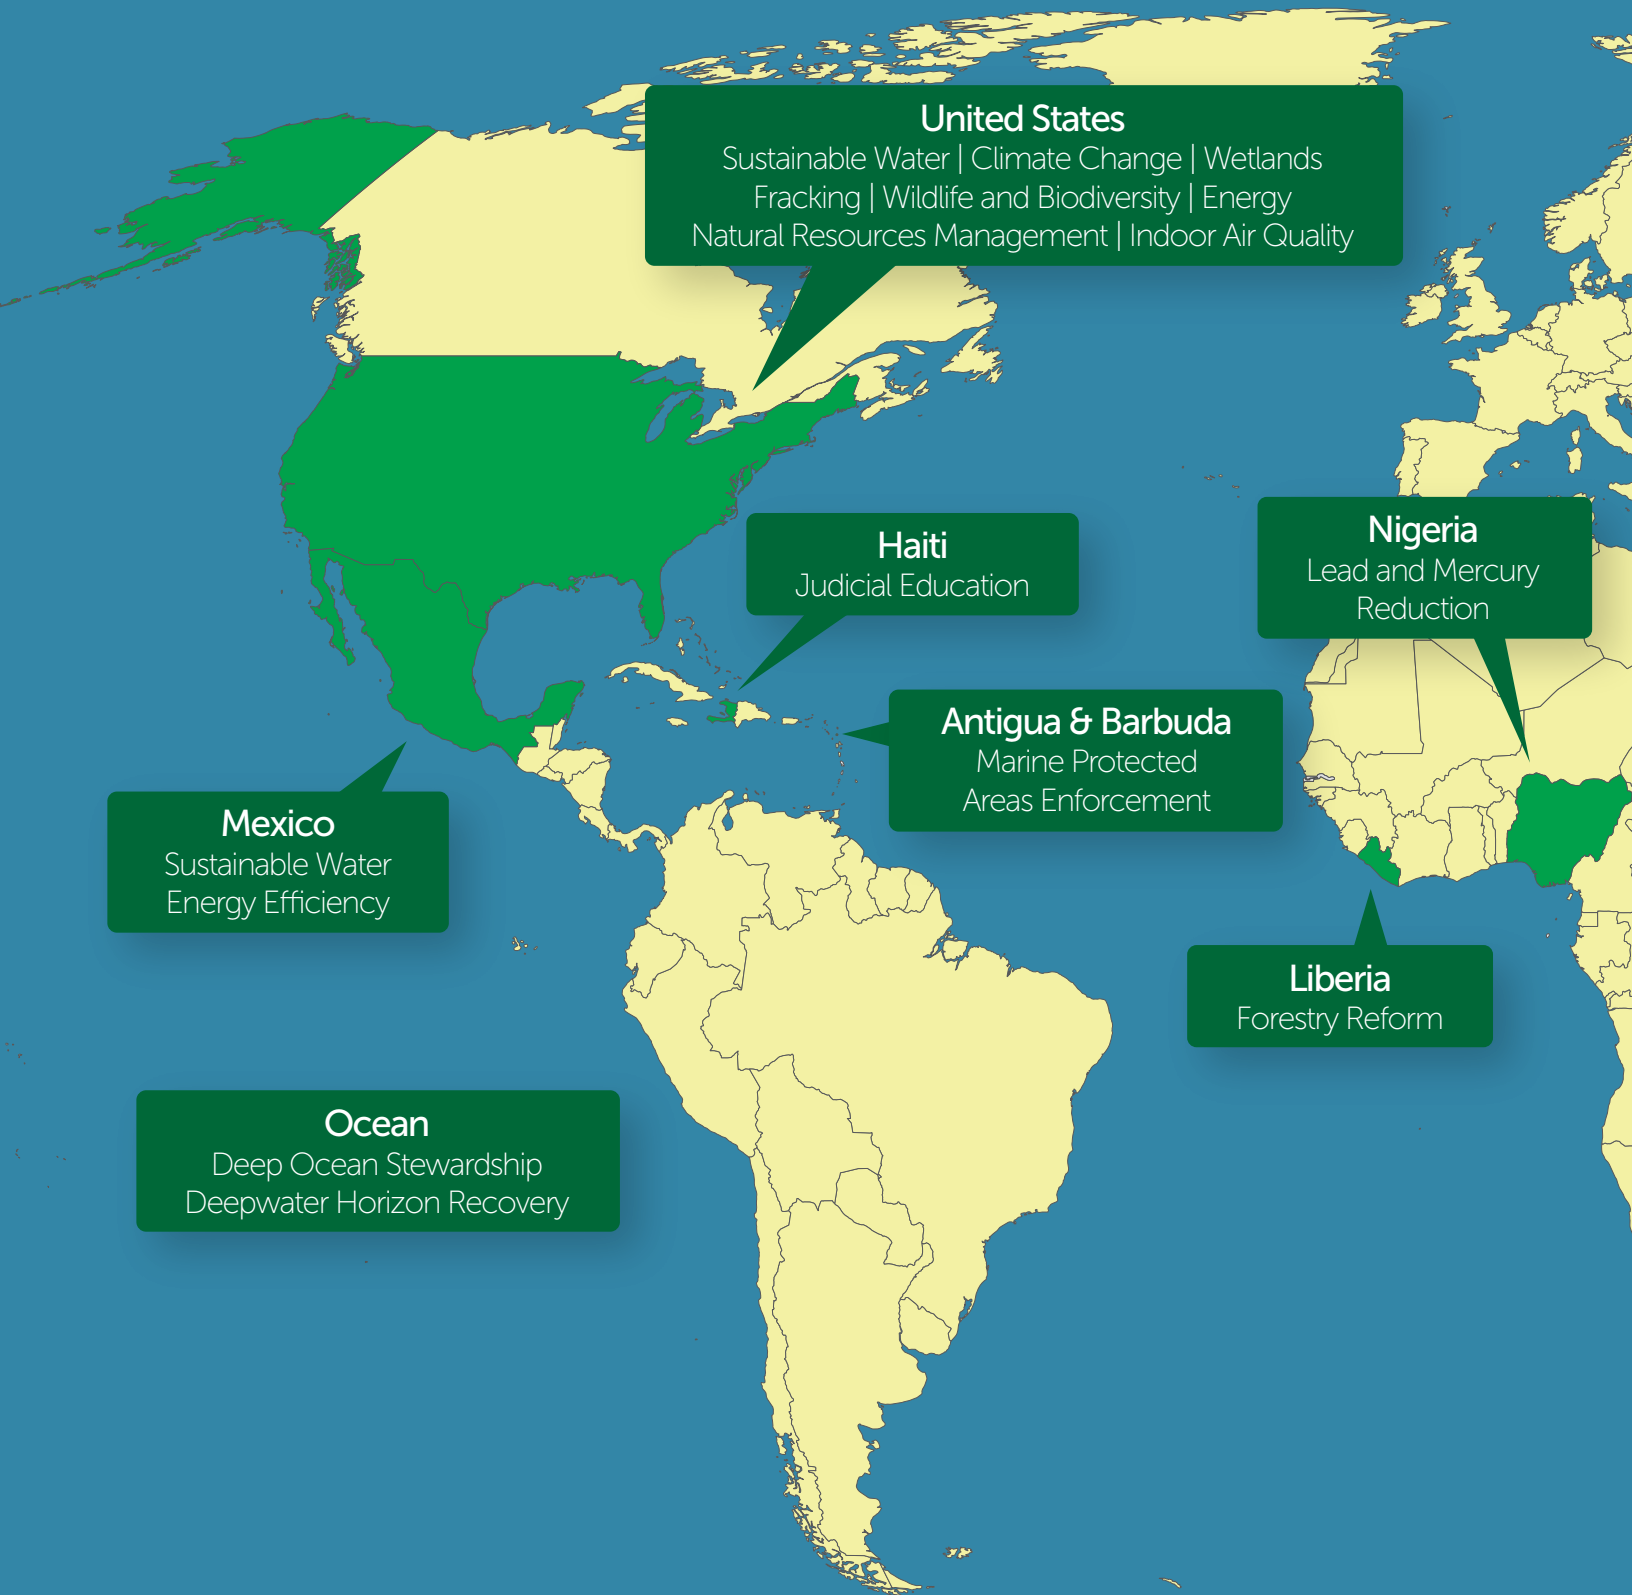 United States
Sustainable Water | Climate Change | Wetlands
Fracking | Wildlife and Biodiversity | Energy
Natural Resources Management | Indoor Air Quality
Haiti
Judicial Education
Nigeria
Lead and Mercury
Reduction
Antigua & Barbuda
Marine Protected
Areas Enforcement
Mexico
Sustainable Water
Energy Efficiency
Liberia
Forestry Reform
Ocean
Deep Ocean Stewardship
Deepwater Horizon Recovery